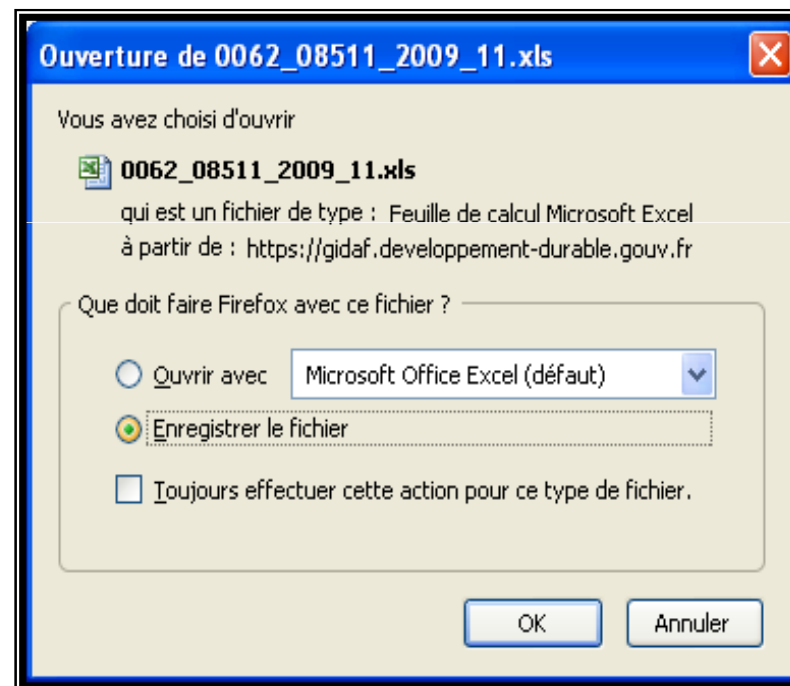 Ouverture de 0062_08511_2009_11.xls
Vous avez choisi d'ouvrir
0062_08511_2009_11.xls
qui est un fichier de type : Feuille de calcul Microsoft Excel
à partir de : https://gidaf.developpement-durable.gouv.fr
Que doit faire Firefox avec ce fichier ?
Ouvrir avec Microsoft Office Excel (défaut)
Enregistrer le fichier
Toujours effectuer cette action pour ce type de fichier.
OK Annuler